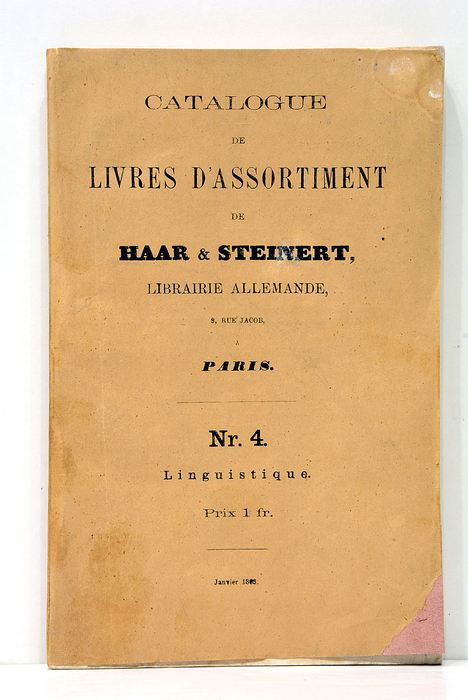 CATALOGUE
DE
LIVRES D'ASSORTIMENT
DE
HAAR & STEINERT,
LIBRAIRIE ALLEMANDE,
9, RUE JACOB,
A
PARIS.
Nr. 4.
Linguistique.
Prix 1 fr.
Janvier